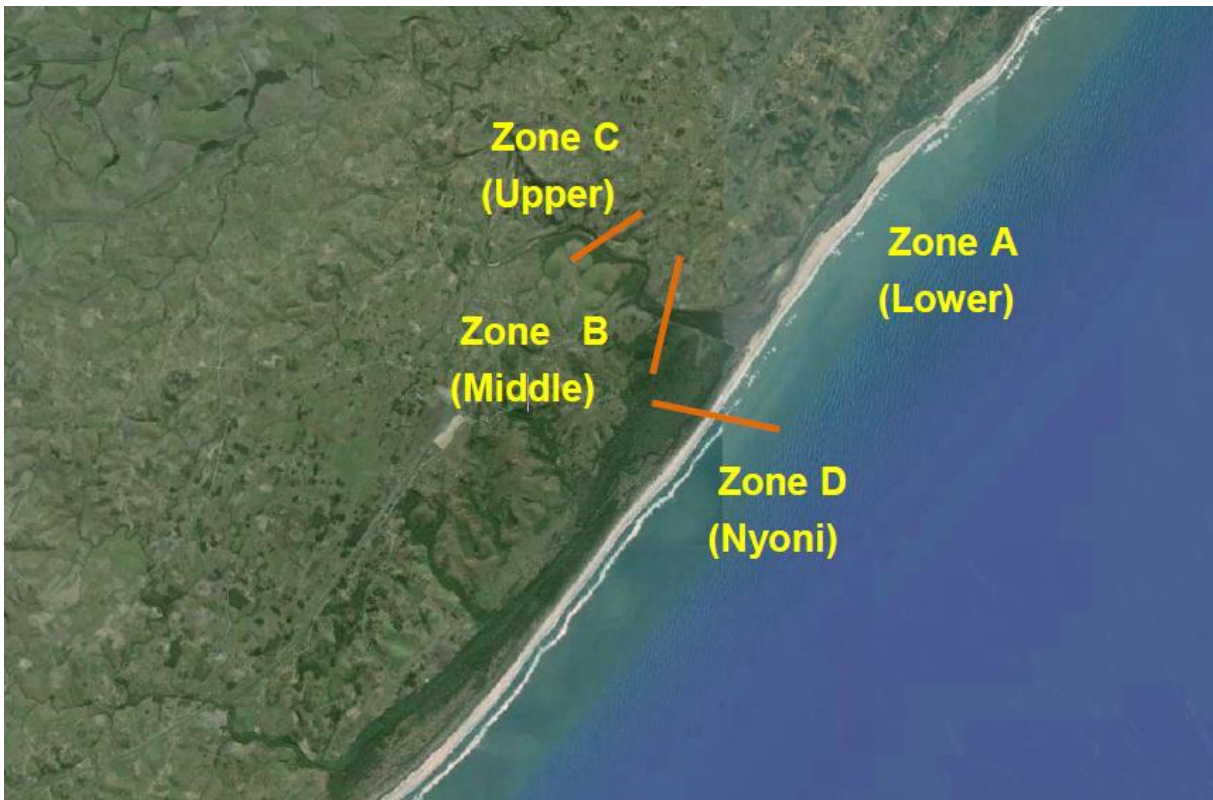 Zone C
(Upper)
Zone A
(Lower)
Zone B
(Middle)
Zone D
(Nyoni)